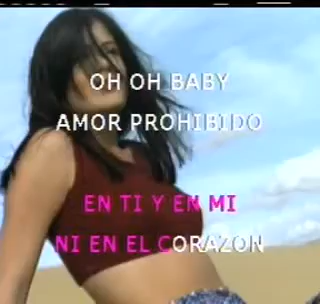 OH OH BABY
AMOR PROHIBIDO
EN TI Y EN MI
NI EN EL CORAZON